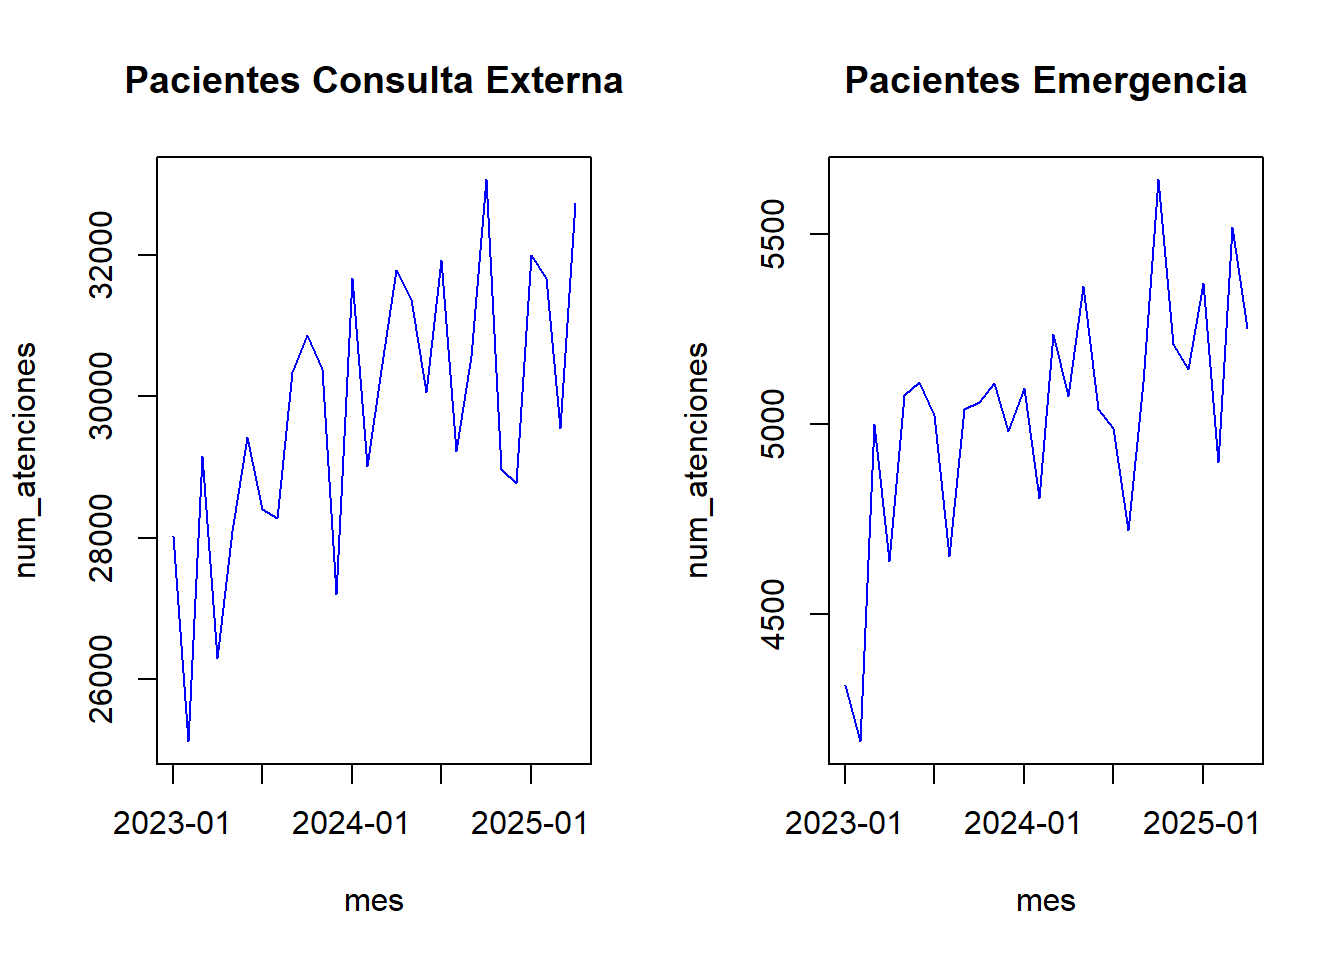 Pacientes Consulta Externa
num_atenciones
32000
30000
28000
26000
2023-01
2024-01
2025-01
mes
Pacientes Emergencia
num_atenciones
5500
5000
4500
2023-01
2024-01
2025-01
mes